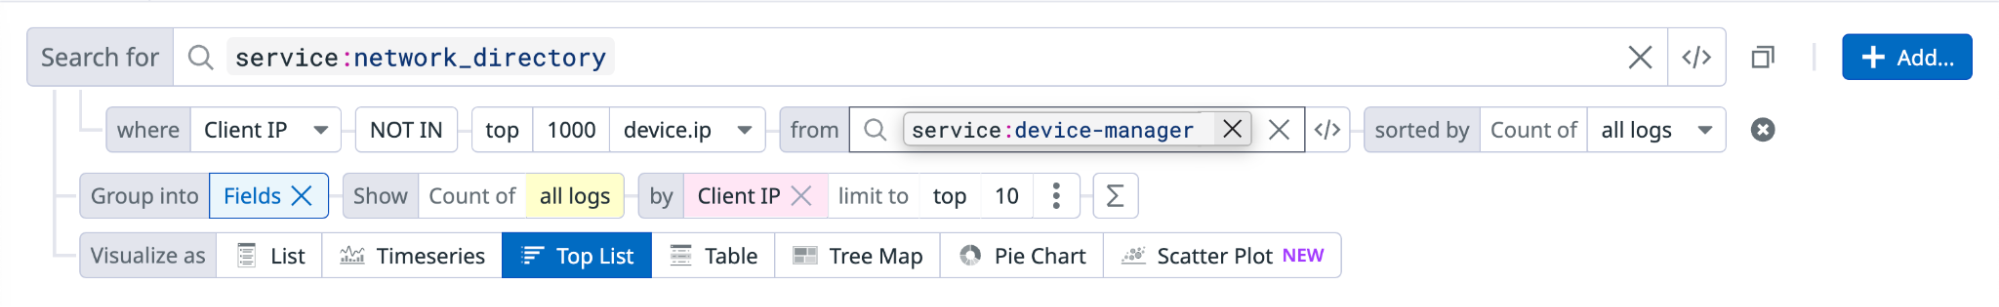 Search for service:network_directory </> Add...
where Client IP NOT IN top 1000 device.ip from service:device-manager </> sorted by Count of all logs
Group into Fields Show Count of all logs by Client IP limit to top 10 Σ
Visualize as List Timeseries Top List Table Tree Map Pie Chart Scatter Plot NEW